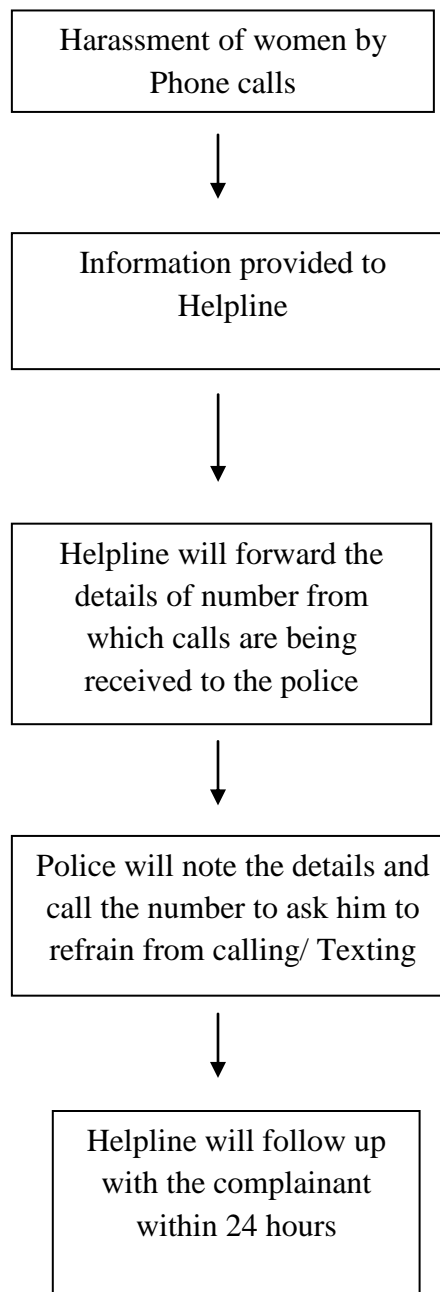 Harassment of women by
Phone calls
Information provided to
Helpline
Helpline will forward the
details of number from
which calls are being
received to the police
Police will note the details and
call the number to ask him to
refrain from calling/ Texting
Helpline will follow up
with the complainant
within 24 hours